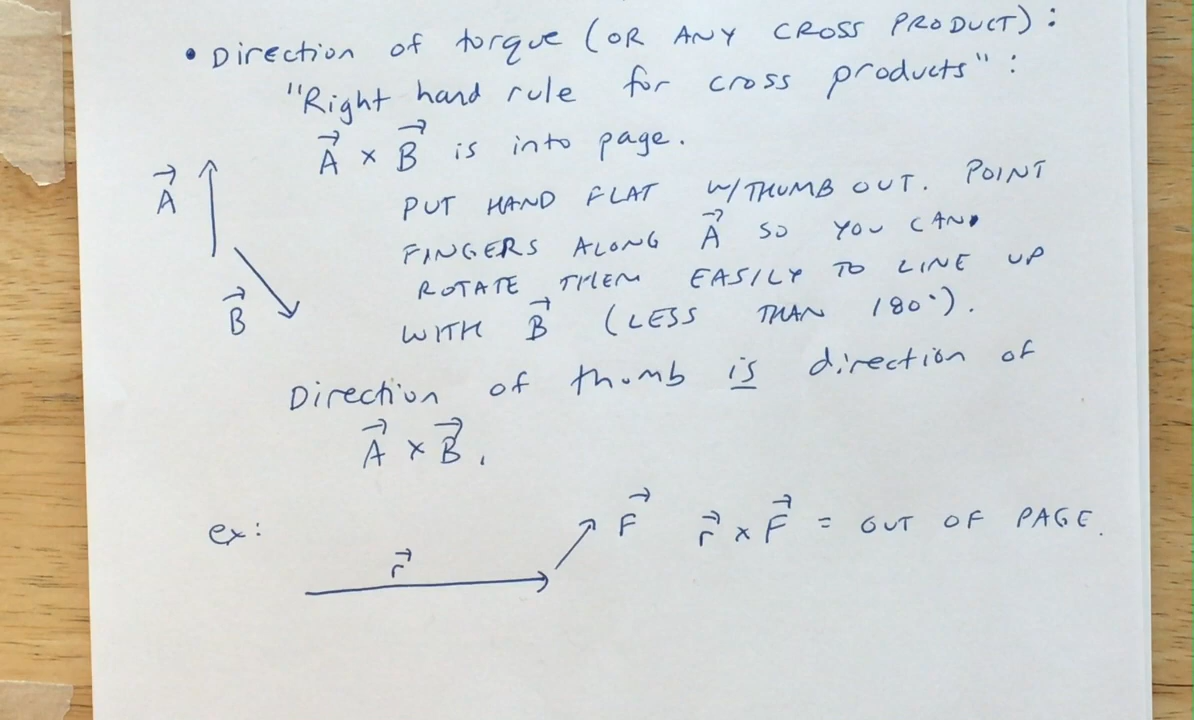 • Direction of torque (OR ANY CROSS PRODUCT):
"Right hand rule for cross products":
A⃗ × B⃗ is into page.
A⃗
PUT HAND FLAT W/THUMB OUT. POINT
FINGERS ALONG A⃗ SO YOU CAN
ROTATE THEM EASILY TO LINE UP
B⃗
WITH B⃗ (LESS THAN 180°).
Direction of thumb is direction of
A⃗ × B⃗.
ex:
r⃗
F⃗
r⃗ × F⃗ = OUT OF PAGE.